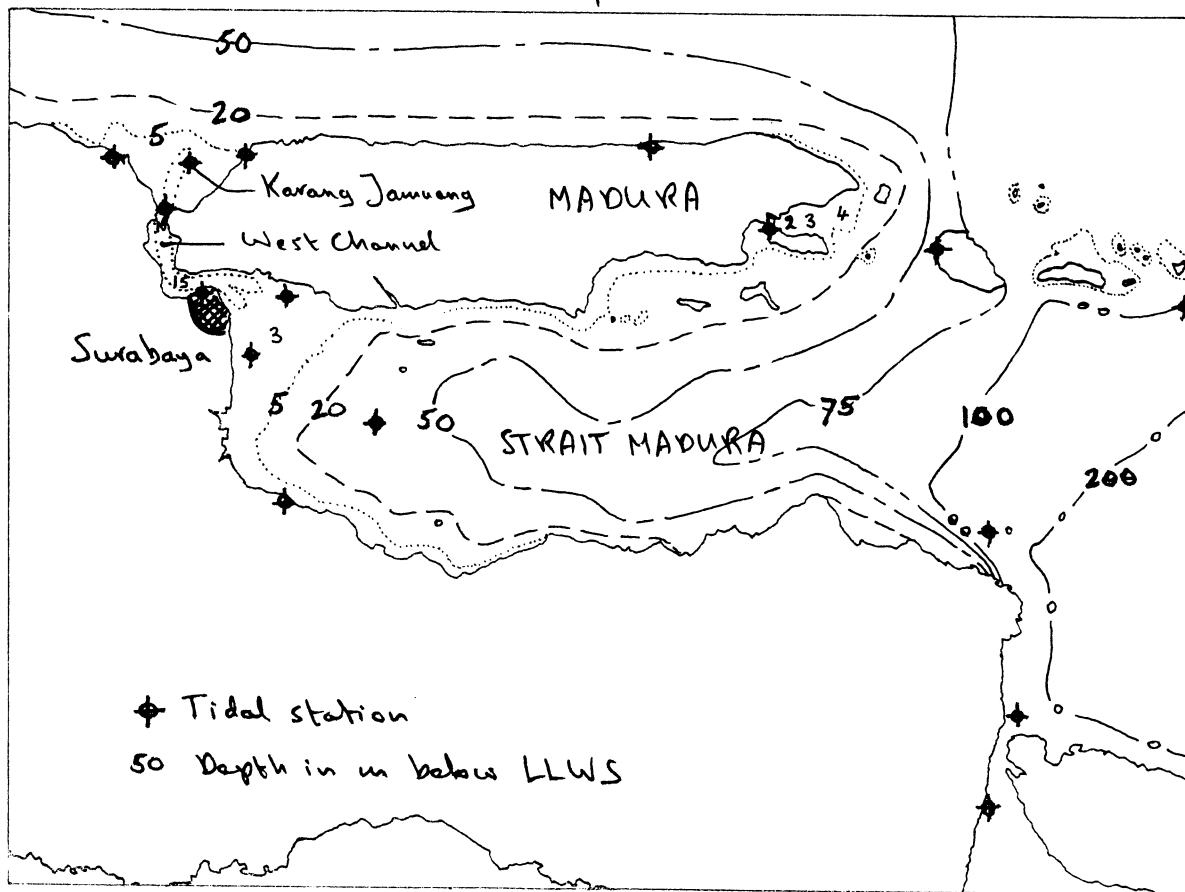 50
20
5
Karang Jamuang
MADURA
2 3 4
West Channel
15
3
Surabaya
5 20 50 75 100
STRAIT MADURA
200
Tidal station
50 Depth in m below LLWS